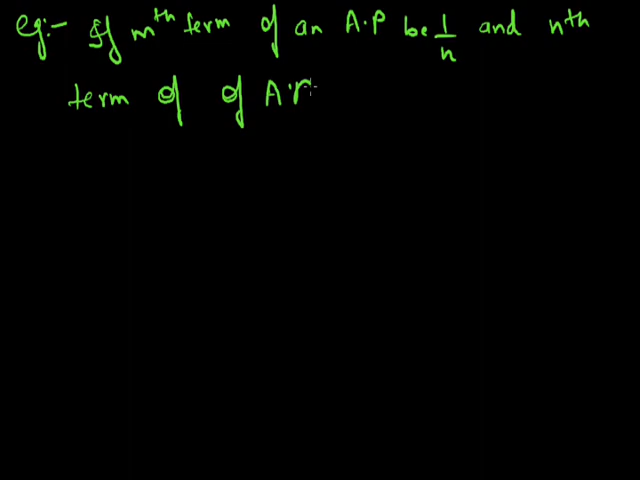 eg:- If mth term of an A.P be 1/n and nth
term of of A.P